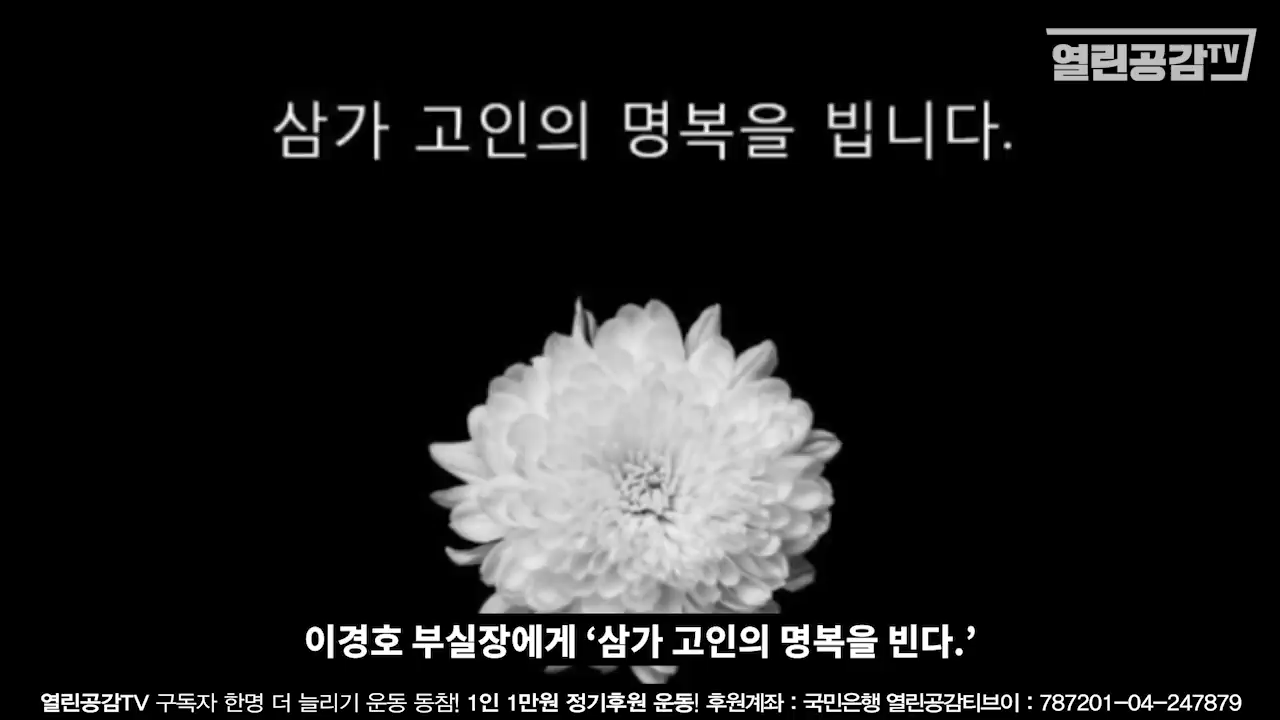 열린공감TV
삼가 고인의 명복을 빕니다.
이경호 부실장에게 ‘삼가 고인의 명복을 빈다.’
열린공감TV 구독자 한명 더 늘리기 운동 동참! 1인 1만원 정기후원 운동! 후원계좌 : 국민은행 열린공감티브이 : 787201-04-247879